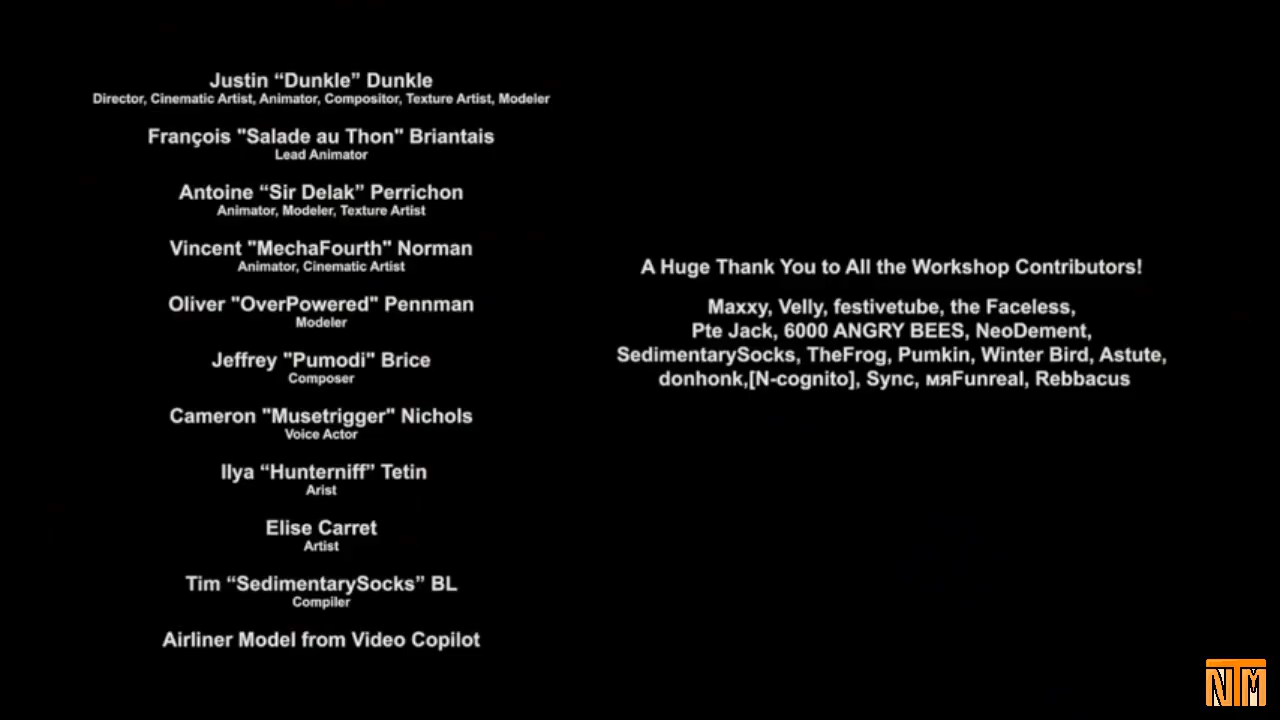 Justin “Dunkle” Dunkle
Director, Cinematic Artist, Animator, Compositor, Texture Artist, Modeler
François "Salade au Thon" Briantais
Lead Animator
Antoine “Sir Delak” Perrichon
Animator, Modeler, Texture Artist
Vincent "MechaFourth" Norman
Animator, Cinematic Artist
Oliver "OverPowered" Pennman
Modeler
Jeffrey "Pumodi" Brice
Composer
Cameron "Musetrigger" Nichols
Voice Actor
Ilya “Hunterniff” Tetin
Arist
Elise Carret
Artist
Tim “SedimentarySocks” BL
Compiler
Airliner Model from Video Copilot
A Huge Thank You to All the Workshop Contributors!
Maxxy, Velly, festivetube, the Faceless,
Pte Jack, 6000 ANGRY BEES, NeoDement,
SedimentarySocks, TheFrog, Pumkin, Winter Bird, Astute,
donhonk,[N-cognito], Sync, мяFunreal, Rebbacus
NTM